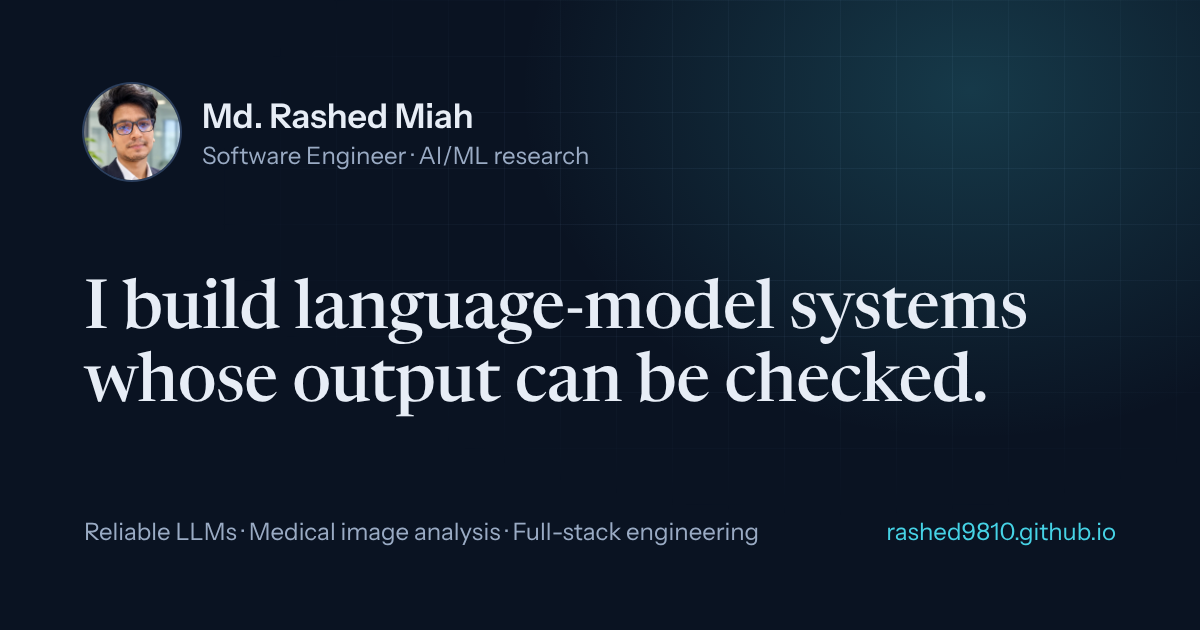 Md. Rashed Miah
Software Engineer · AI/ML research
I build language-model systems
whose output can be checked.
Reliable LLMs · Medical image analysis · Full-stack engineering
rashed9810.github.io